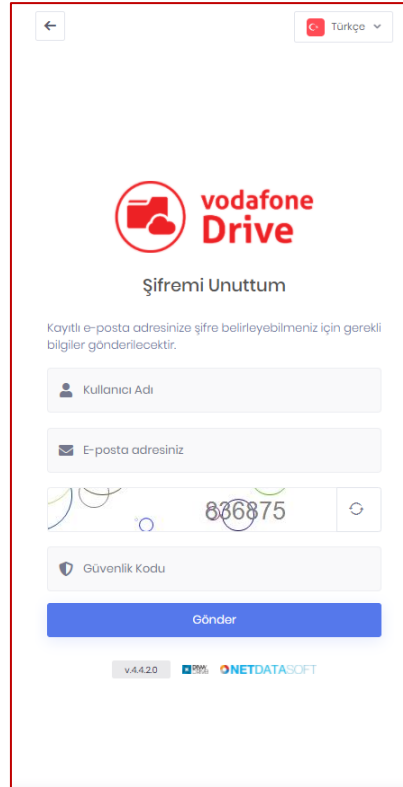 Türkçe
vodafone
Drive
Şifremi Unuttum
Kayıtlı e-posta adresinize şifre belirleyebilmeniz için gerekli
bilgiler gönderilecektir.
Kullanıcı Adı
E-posta adresiniz
836875
Güvenlik Kodu
Gönder
v.4.4.2.0
NETDATASOFT